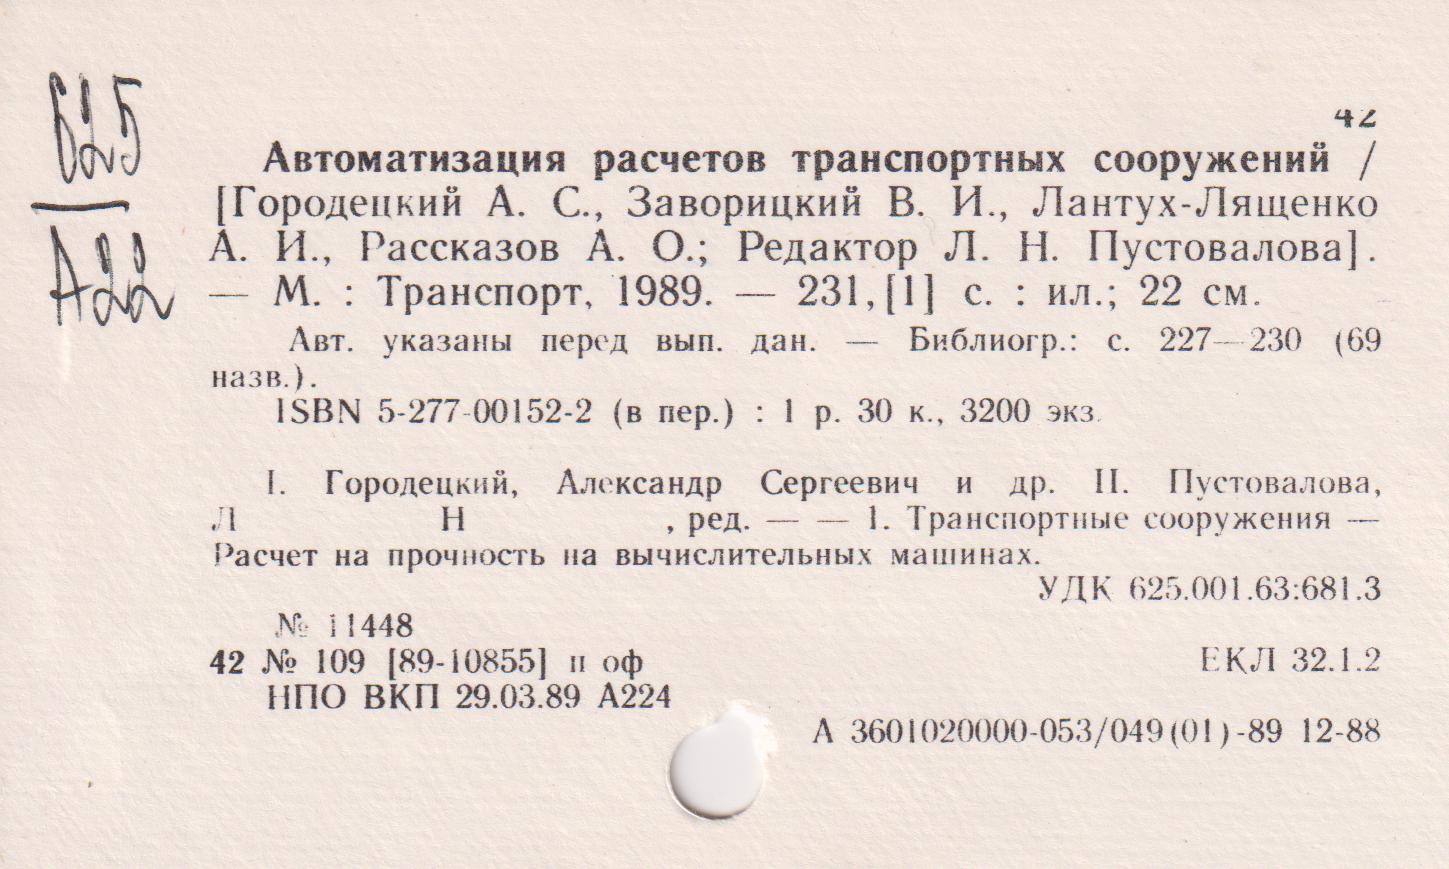 625
А22
42
Автоматизация расчетов транспортных сооружений /
[Городецкий А. С., Заворицкий В. И., Лантух-Лященко
А. И., Рассказов А. О.; Редактор Л. Н. Пустовалова].
— М. : Транспорт, 1989. — 231,[1] с. : ил.; 22 см.
Авт. указаны перед вып. дан. — Библиогр.: с. 227—230 (69
назв.).
ISBN 5-277-00152-2 (в пер.) : 1 р. 30 к., 3200 экз.
I. Городецкий, Александр Сергеевич и др. II. Пустовалова,
Л Н , ред. — — 1. Транспортные сооружения —
Расчет на прочность на вычислительных машинах.
УДК 625.001.63:681.3
№ 11448
42 № 109 [89-10855] п оф ЕКЛ 32.1.2
НПО ВКП 29.03.89 А224
А 3601020000-053/049(01)-89 12-88